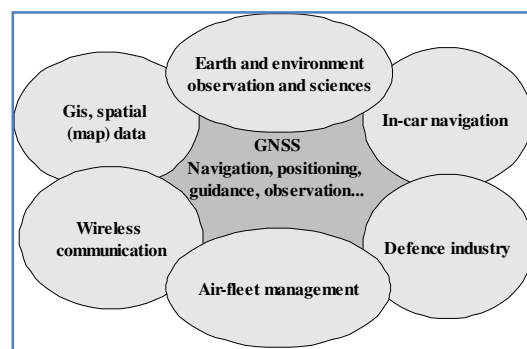 Earth and environment
observation and sciences
Gis, spatial
(map) data
In-car navigation
GNSS
Navigation, positioning,
guidance, observation...
Wireless
communication
Defence industry
Air-fleet management